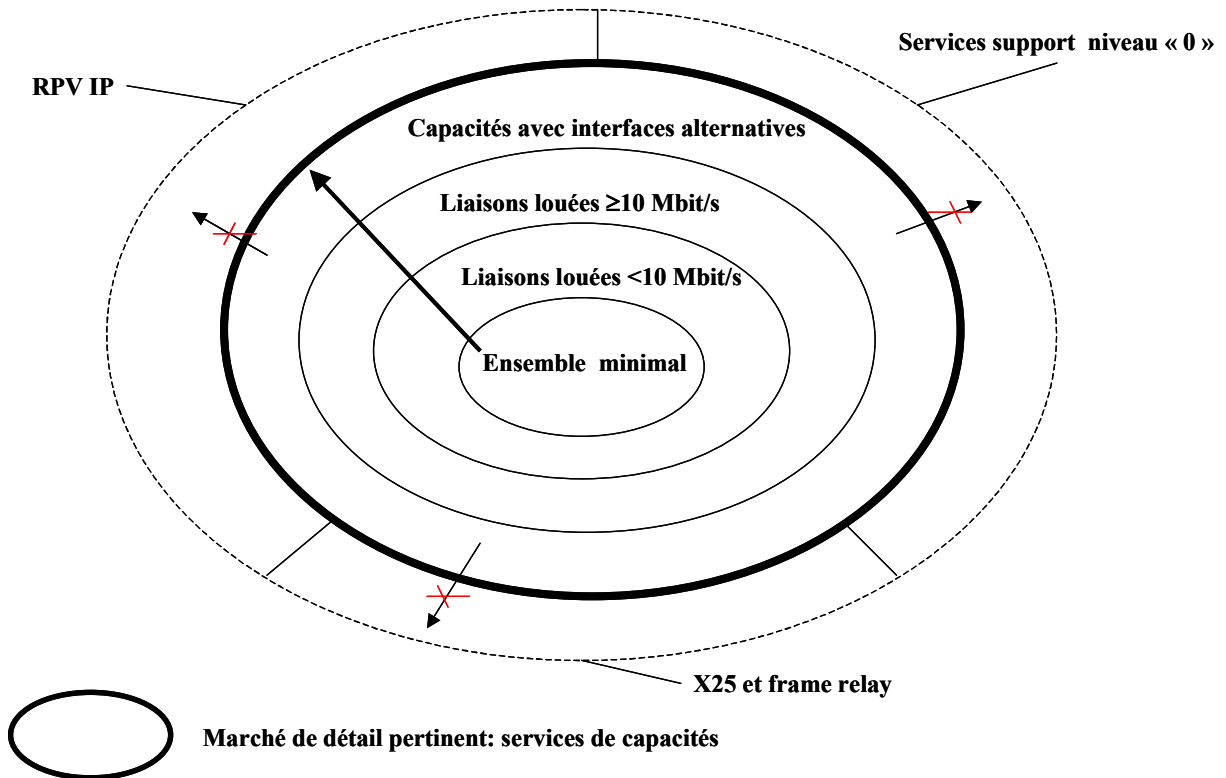 Services support niveau « 0 »
RPV IP
Capacités avec interfaces alternatives
Liaisons louées ≥10 Mbit/s
Liaisons louées <10 Mbit/s
Ensemble minimal
X25 et frame relay
Marché de détail pertinent: services de capacités